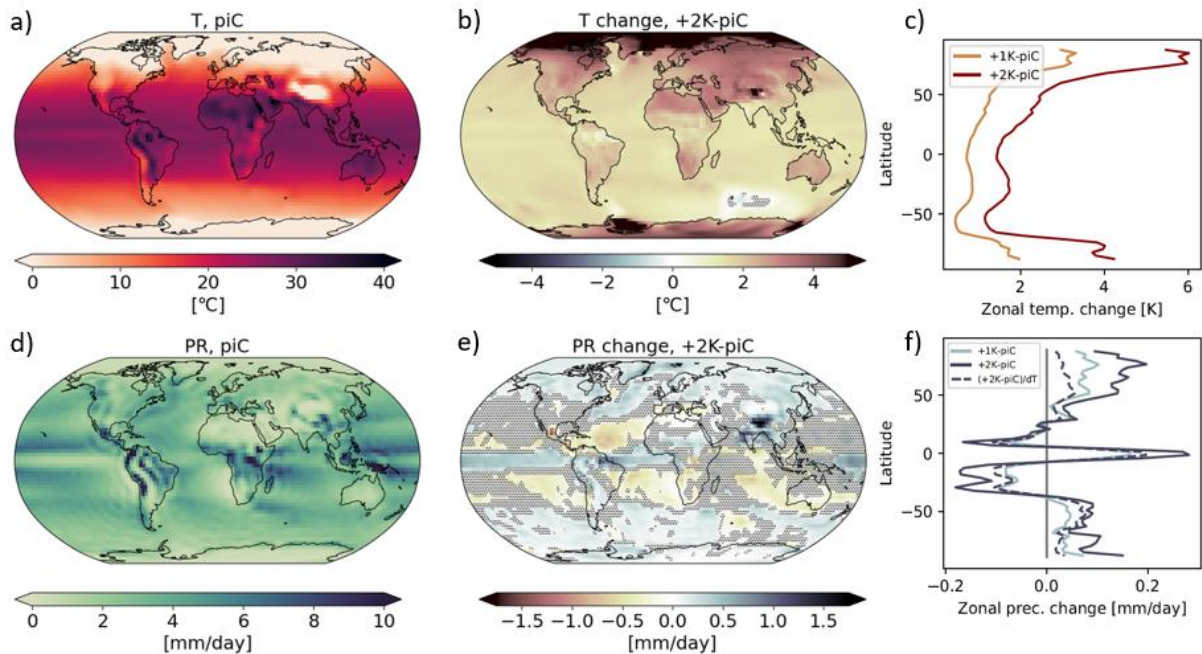 a)
T, piC
0 10 20 30 40
[°C]
b)
T change, +2K-piC
−4 −2 0 2 4
[°C]
c)
+1K-piC
+2K-piC
50
0
−50
Latitude
2 4 6
Zonal temp. change [K]
d)
PR, piC
0 2 4 6 8 10
[mm/day]
e)
PR change, +2K-piC
−1.5 −1.0 −0.5 0.0 0.5 1.0 1.5
[mm/day]
f)
+1K-piC
+2K-piC
(+2K-piC)/dT
50
0
−50
Latitude
−0.2 0.0 0.2
Zonal prec. change [mm/day]